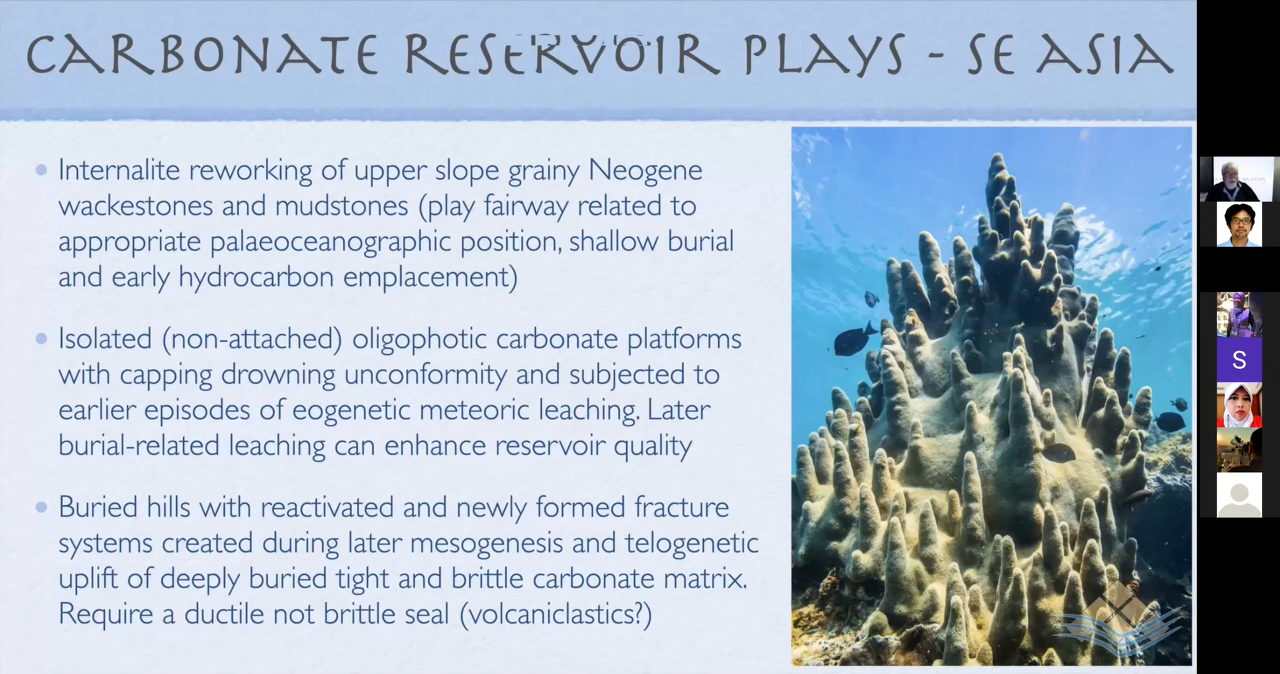 CARBONATE RESERVOIR PLAYS - SE ASIA
• Internalite reworking of upper slope grainy Neogene
wackestones and mudstones (play fairway related to
appropriate palaeoceanographic position, shallow burial
and early hydrocarbon emplacement)
• Isolated (non-attached) oligophotic carbonate platforms
with capping drowning unconformity and subjected to
earlier episodes of eogenetic meteoric leaching. Later
burial-related leaching can enhance reservoir quality
• Buried hills with reactivated and newly formed fracture
systems created during later mesogenesis and telogenetic
uplift of deeply buried tight and brittle carbonate matrix.
Require a ductile not brittle seal (volcaniclastics?)
S